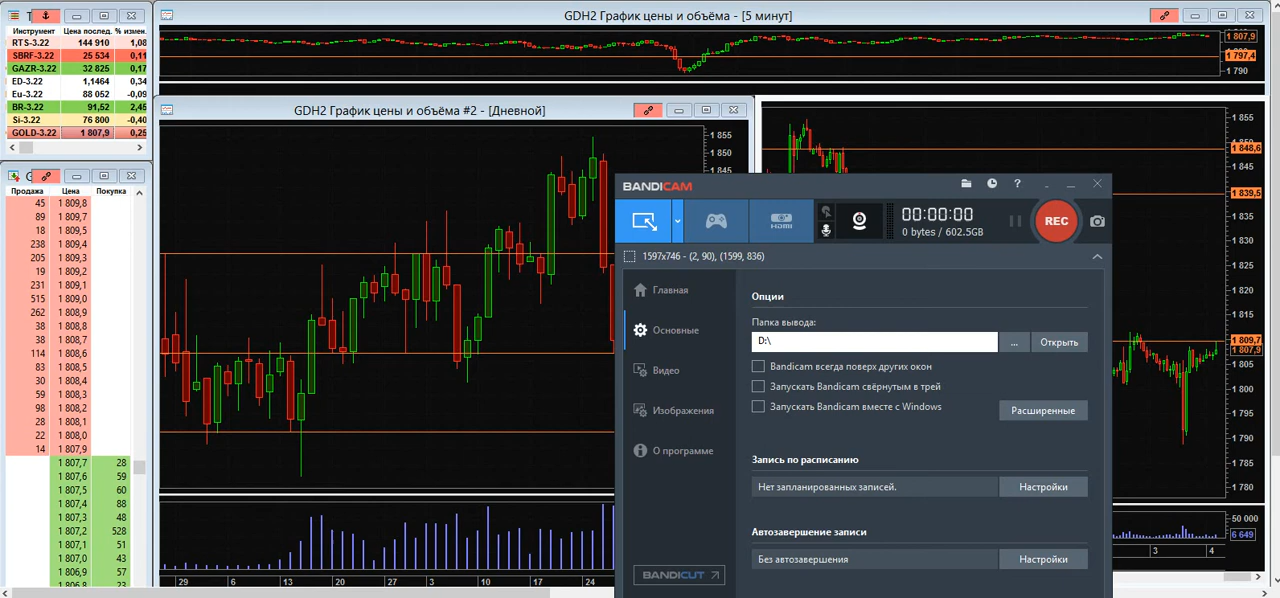 Инструмент Цена послед. % измен.
RTS-3.22 144 910 1,08
SBRF-3.22 25 534 0,11
GAZR-3.22 32 825 0,17
ED-3.22 1,1464 0,34
Eu-3.22 88 052 -0,09
BR-3.22 91,52 2,45
Si-3.22 76 800 -0,40
GOLD-3.22 1 807,9 0,25
Продажа Цена Покупка
45 1 809,8
89 1 809,7
18 1 809,5
238 1 809,4
205 1 809,3
19 1 809,2
231 1 809,1
515 1 809,0
262 1 808,9
38 1 808,8
38 1 808,7
114 1 808,6
83 1 808,5
30 1 808,4
59 1 808,3
98 1 808,2
28 1 808,1
22 1 808,0
14 1 807,9
1 807,7 28
1 807,6 59
1 807,5 60
1 807,4 88
1 807,3 48
1 807,2 528
1 807,1 51
1 807,0 43
1 806,9 57
1 806,8 23
GDH2 График цены и объёма - [5 минут]
1 807,9
1 797,4
1 790
GDH2 График цены и объёма #2 - [Дневной]
1 855
1 850
1 845
29 6 13 20 27 3 10 17 24
1 855
1 848,6
1 845
1 839,5
1 835
1 830
1 825
1 820
1 815
1 809,7
1 807,9
1 800
1 795
1 790
1 785
1 780
50 000
6 649
3 4
BANDICAM
?
HDMI
00:00:00
0 bytes / 602.5GB
REC
1597x746 - (2, 90), (1599, 836)
Главная
Основные
Видео
Изображения
О программе
BANDICUT
Опции
Папка вывода:
D:\
...
Открыть
Bandicam всегда поверх других окон
Запускать Bandicam свёрнутым в трей
Запускать Bandicam вместе с Windows
Расширенные
Запись по расписанию
Нет запланированных записей.
Настройки
Автозавершение записи
Без автозавершения
Настройки